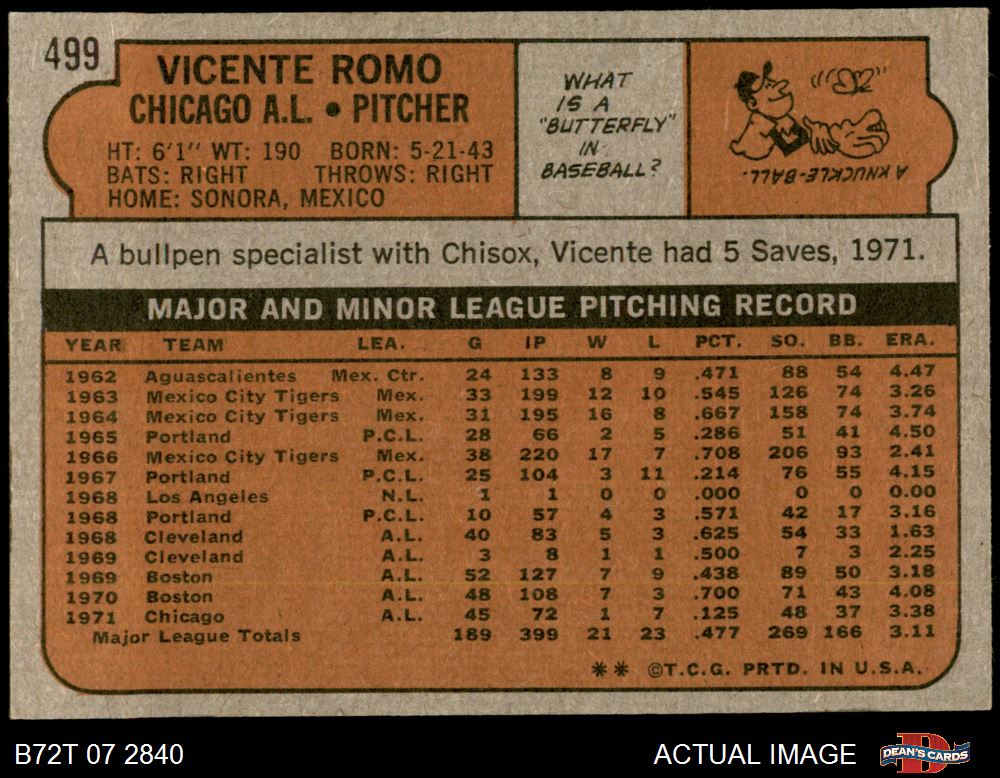 499
VICENTE ROMO
CHICAGO A.L. • PITCHER
HT: 6'1" WT: 190 BORN: 5-21-43
BATS: RIGHT THROWS: RIGHT
HOME: SONORA, MEXICO
WHAT
IS A
"BUTTERFLY"
IN
BASEBALL?
M
A KNUCKLE-BALL.
A bullpen specialist with Chisox, Vicente had 5 Saves, 1971.
MAJOR AND MINOR LEAGUE PITCHING RECORD
YEAR TEAM LEA. G IP W L PCT. SO. BB. ERA.
1962 Aguascalientes Mex. Ctr. 24 133 8 9 .471 88 54 4.47
1963 Mexico City Tigers Mex. 33 199 12 10 .545 126 74 3.26
1964 Mexico City Tigers Mex. 31 195 16 8 .667 158 74 3.74
1965 Portland P.C.L. 28 66 2 5 .286 51 41 4.50
1966 Mexico City Tigers Mex. 38 220 17 7 .708 206 93 2.41
1967 Portland P.C.L. 25 104 3 11 .214 76 55 4.15
1968 Los Angeles N.L. 1 1 0 0 .000 0 0 0.00
1968 Portland P.C.L. 10 57 4 3 .571 42 17 3.16
1968 Cleveland A.L. 40 83 5 3 .625 54 33 1.63
1969 Cleveland A.L. 3 8 1 1 .500 7 3 2.25
1969 Boston A.L. 52 127 7 9 .438 89 50 3.18
1970 Boston A.L. 48 108 7 3 .700 71 43 4.08
1971 Chicago A.L. 45 72 1 7 .125 48 37 3.38
Major League Totals 189 399 21 23 .477 269 166 3.11
** ©T.C.G. PRTD. IN U.S.A.
B72T 07 2840 ACTUAL IMAGE DEAN'S CARDS